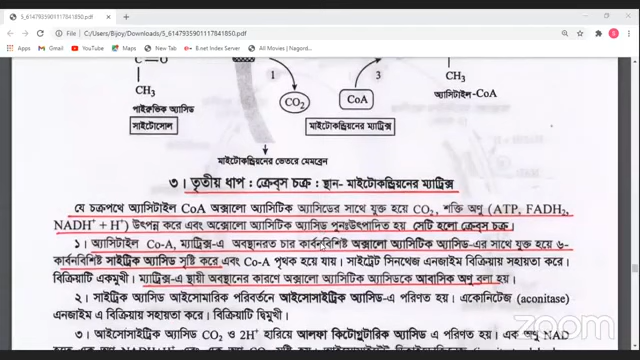 5_6147935901117841850.pdf
File | C:/Users/Bijoy/Downloads/5_6147935901117841850.pdf
Apps Gmail YouTube Maps New Tab E.net Index Server All Movies | Nagord...
C — O
CH₃
পাইরুভিক অ্যাসিড
সাইটোসোল
1
CO₂
CoA
3
CH₃
অ্যাসিটাইল-CoA
মাইটোকন্ড্রিয়নের ম্যাট্রিক্স
মাইটোকন্ড্রিয়নের ভেতরে মেমব্রেন
৩। তৃতীয় ধাপ : ক্রেবস চক্র : স্থান- মাইটোকন্ড্রিয়নের ম্যাট্রিক্স
যে চক্রপথে অ্যাসিটাইল CoA অক্সালো অ্যাসিটিক অ্যাসিডের সাথে যুক্ত হয়ে CO₂, শক্তি অণু (ATP, FADH₂,
NADH⁺ + H⁺) উৎপন্ন করে এবং অক্সালো অ্যাসিটিক অ্যাসিড পুনঃউৎপাদিত হয় সেটি হলো ক্রেবস চক্র।
১। অ্যাসিটাইল Co-A, ম্যাট্রিক্স-এ অবস্থানরত চার কার্বনবিশিষ্ট অক্সালো অ্যাসিটিক অ্যাসিড-এর সাথে যুক্ত হয়ে ৬-
কার্বনবিশিষ্ট সাইট্রিক অ্যাসিড সৃষ্টি করে এবং Co-A পৃথক হয়ে যায়। সাইট্রেট সিনথেজ এনজাইম বিক্রিয়ায় সহায়তা করে।
বিক্রিয়াটি একমুখী। ম্যাট্রিক্স-এ স্থায়ী অবস্থানের কারণে অক্সালো অ্যাসিটিক অ্যাসিডকে আবাসিক অণু বলা হয়।
২। সাইট্রিক অ্যাসিড আইসোমারিক পরিবর্তনে আইসোসাইট্রিক অ্যাসিড-এ পরিণত হয়। একোনিটেজ (aconitase)
এনজাইম এ বিক্রিয়ায় সহায়তা করে। বিক্রিয়াটি দ্বিমুখী।
৩। আইসোসাইট্রিক অ্যাসিড CO₂ ও 2H⁺ হারিয়ে আলফা কিটোগ্লুটারিক অ্যাসিড এ পরিণত হয়। এক অণু NAD
zoom